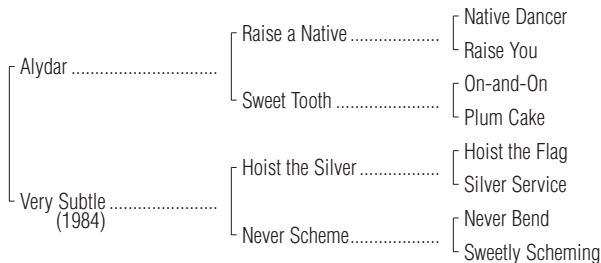 Native Dancer
Raise a Native
Raise You
Alydar
On-and-On
Sweet Tooth
Plum Cake
Hoist the Flag
Hoist the Silver
Silver Service
Very Subtle
(1984)
Never Bend
Never Scheme
Sweetly Scheming